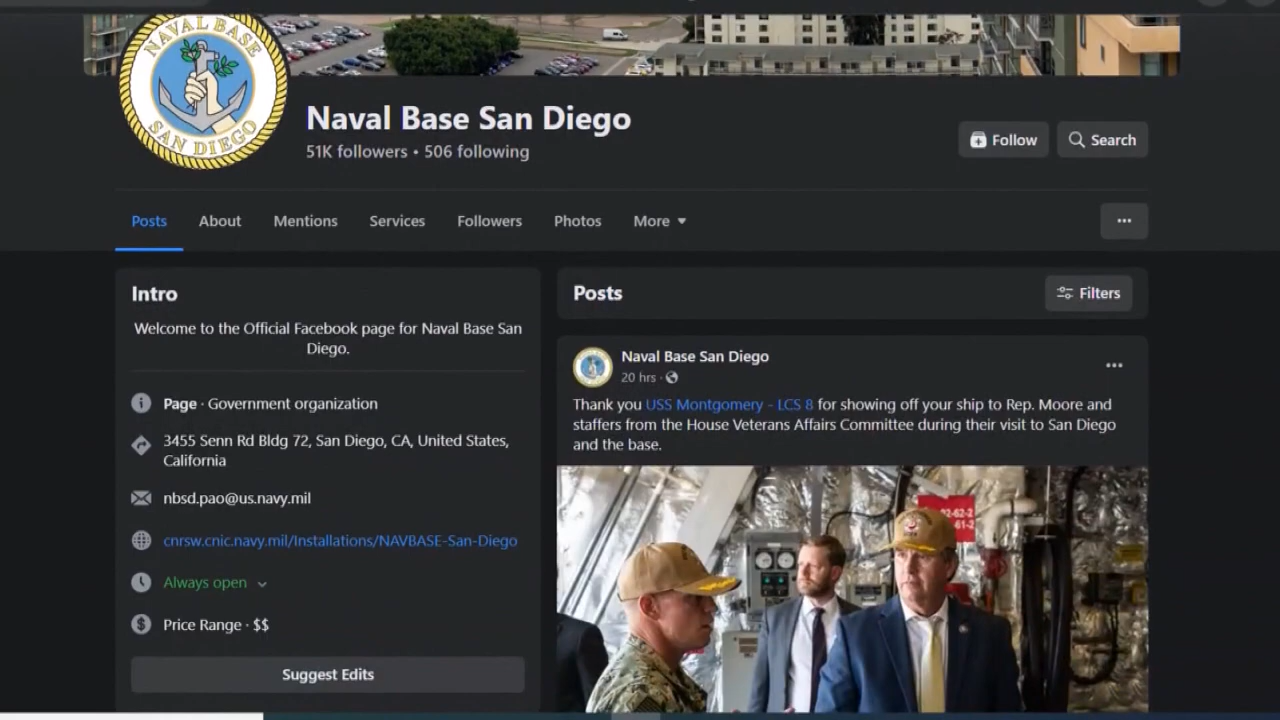 NAVAL BASE
SAN DIEGO
Naval Base San Diego
51K followers • 506 following
Follow
Search
Posts
About
Mentions
Services
Followers
Photos
More
Intro
Welcome to the Official Facebook page for Naval Base San
Diego.
Page · Government organization
3455 Senn Rd Bldg 72, San Diego, CA, United States,
California
nbsd.pao@us.navy.mil
cnrsw.cnic.navy.mil/Installations/NAVBASE-San-Diego
Always open
Price Range · $$
Suggest Edits
Posts
Filters
Naval Base San Diego
20 hrs ·
Thank you USS Montgomery - LCS 8 for showing off your ship to Rep. Moore and
staffers from the House Veterans Affairs Committee during their visit to San Diego
and the base.